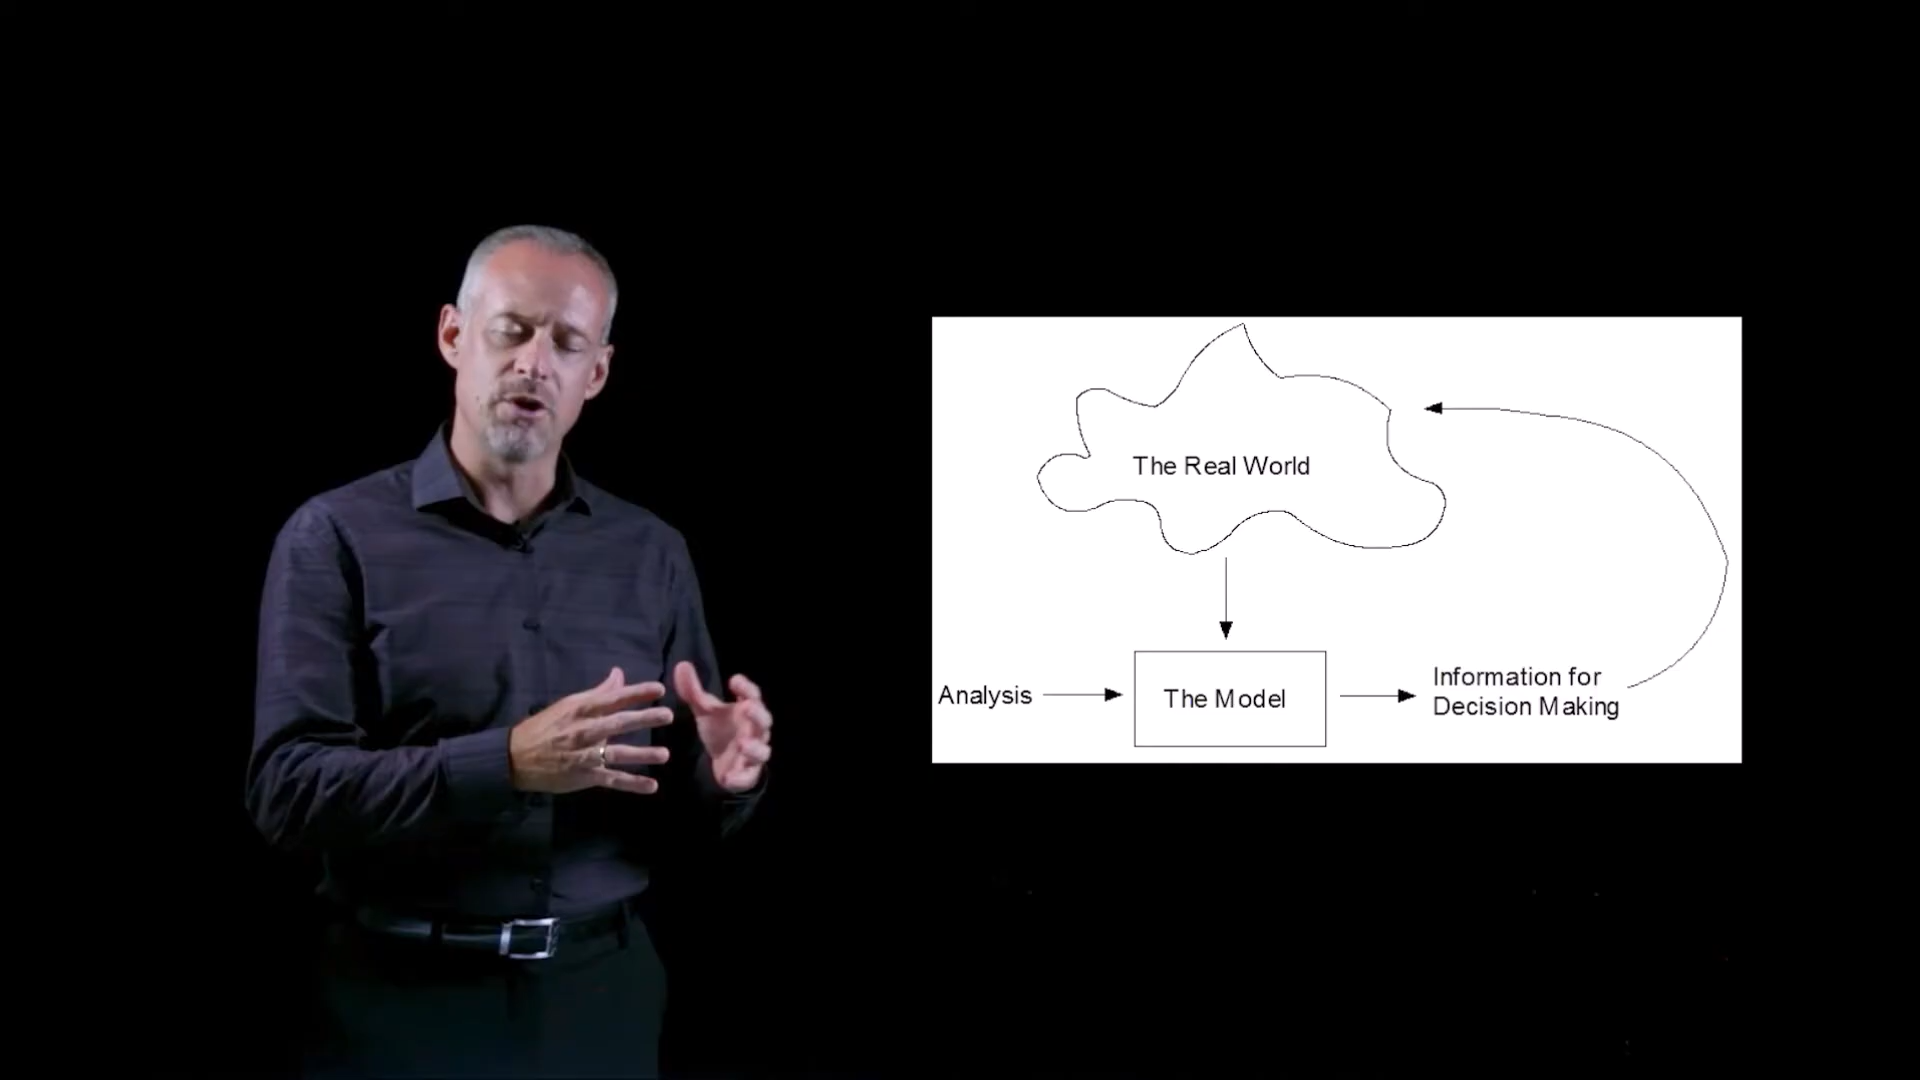 The Real World
Analysis
The Model
Information for
Decision Making